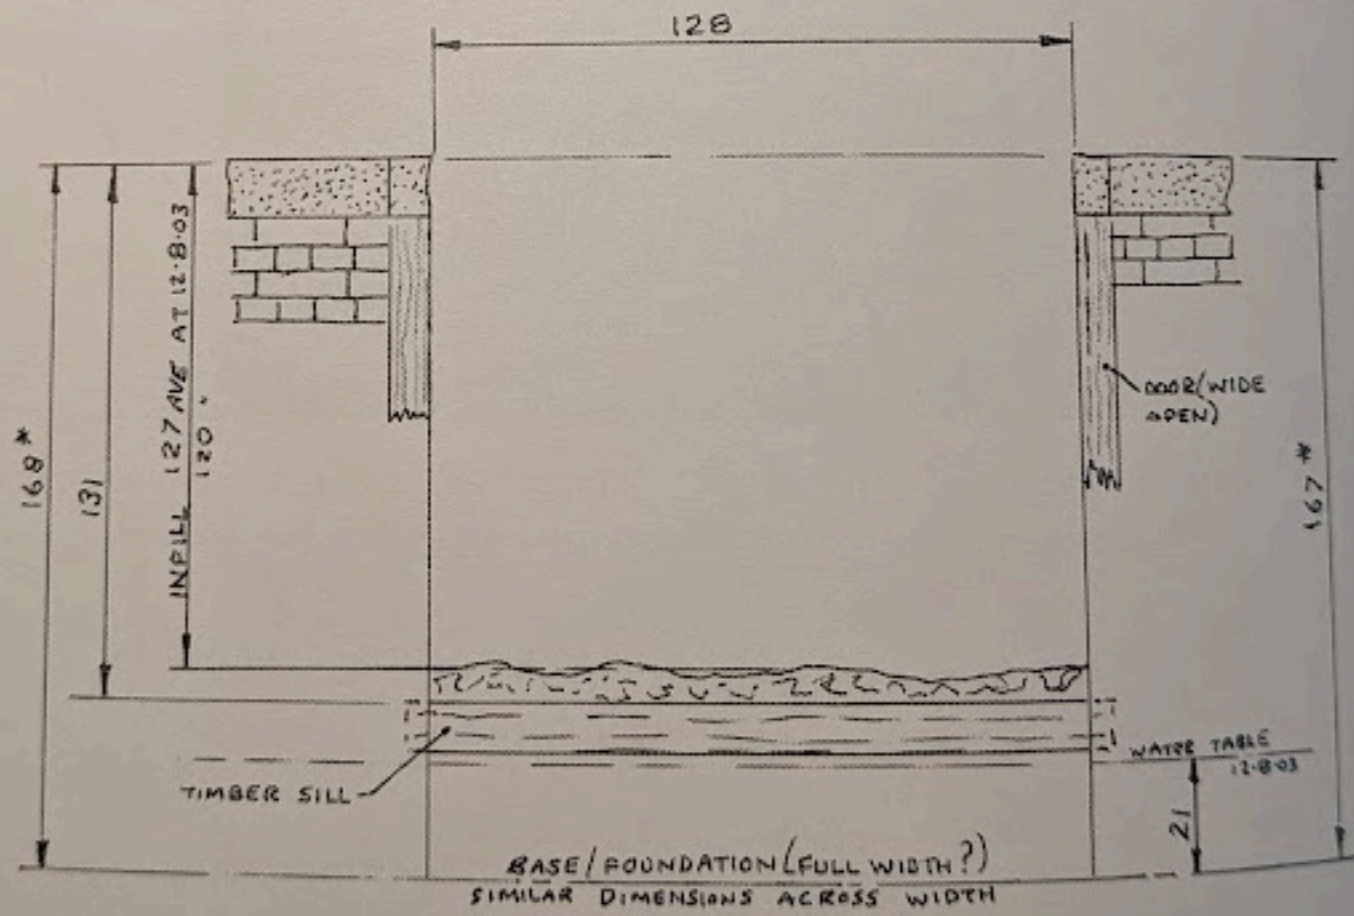 128
168*
131
INFILL 127 AVE AT 12·8·03
120 "
DOOR (WIDE
OPEN)
167*
WATER TABLE
12·8·03
21
TIMBER SILL
BASE/FOUNDATION (FULL WIDTH?)
SIMILAR DIMENSIONS ACROSS WIDTH